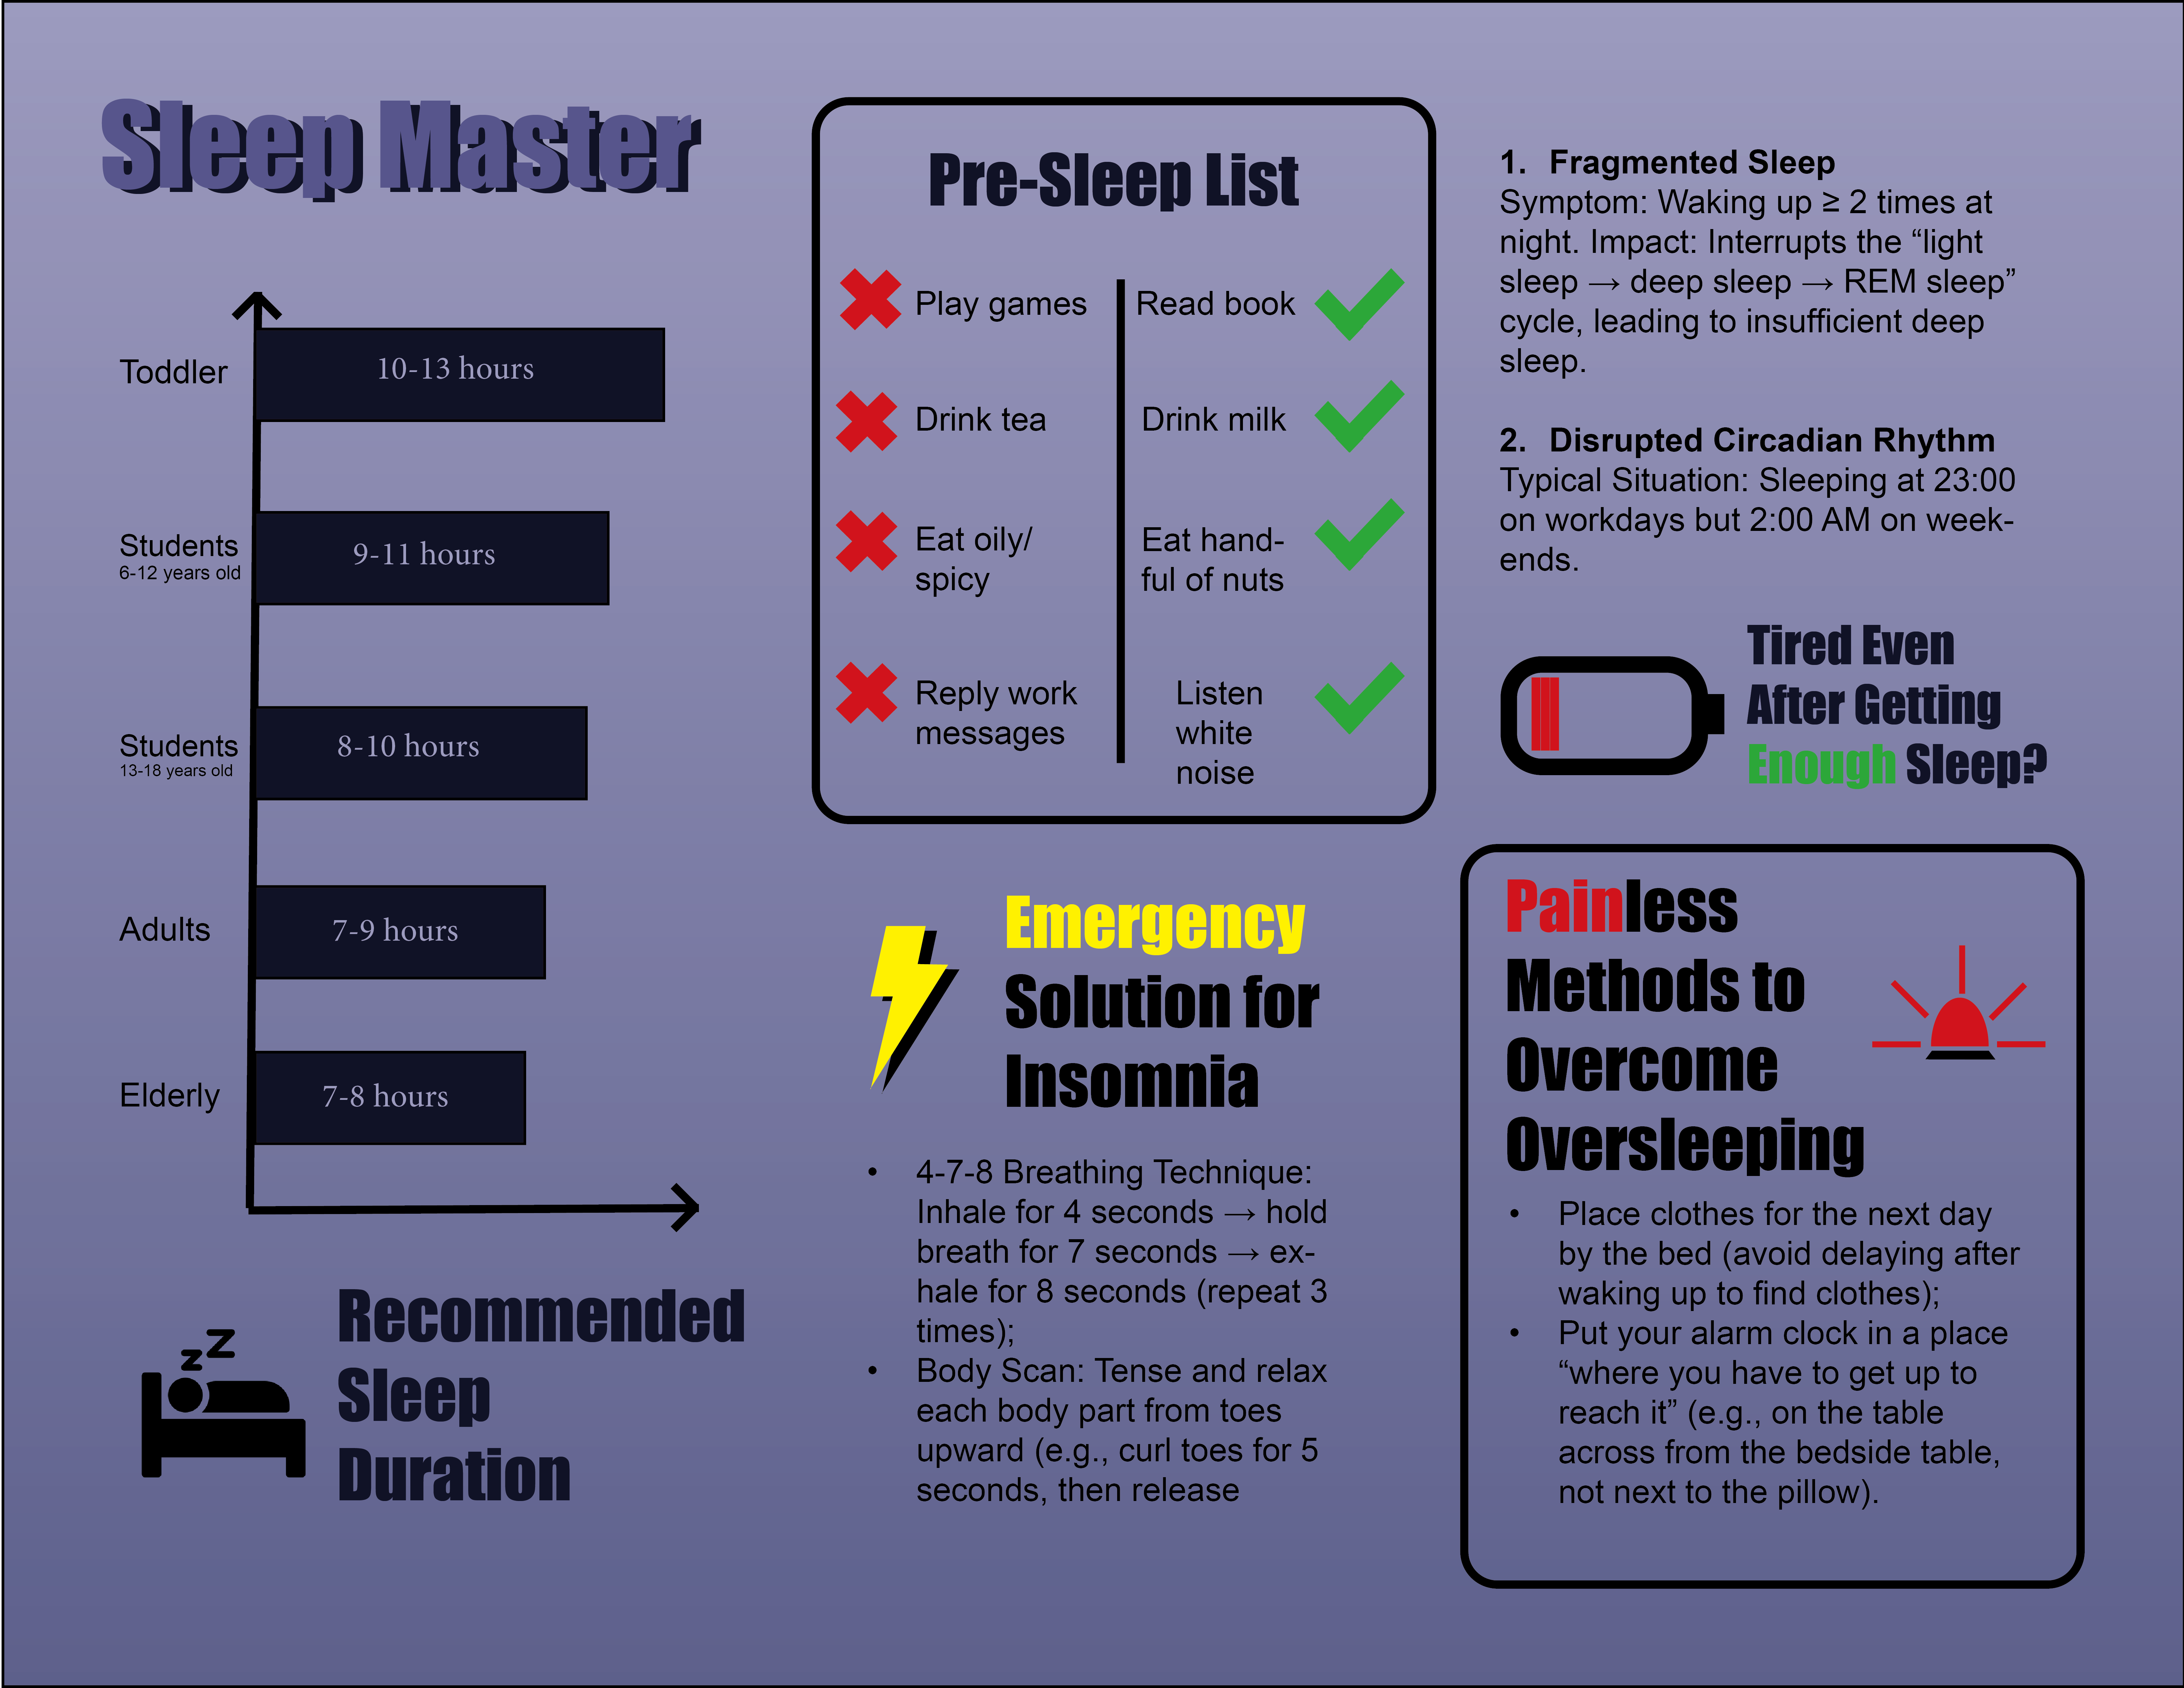 Sleep Master
Toddler
10-13 hours
Students
6-12 years old
9-11 hours
Students
13-18 years old
8-10 hours
Adults
7-9 hours
Elderly
7-8 hours
zZ
Recommended
Sleep
Duration
Pre-Sleep List
Play games
Read book
Drink tea
Drink milk
Eat oily/
spicy
Eat hand-
ful of nuts
Reply work
messages
Listen
white
noise
Emergency
Solution for
Insomnia
• 4-7-8 Breathing Technique:
Inhale for 4 seconds → hold
breath for 7 seconds → ex-
hale for 8 seconds (repeat 3
times);
• Body Scan: Tense and relax
each body part from toes
upward (e.g., curl toes for 5
seconds, then release
1. Fragmented Sleep
Symptom: Waking up ≥ 2 times at
night. Impact: Interrupts the “light
sleep → deep sleep → REM sleep”
cycle, leading to insufficient deep
sleep.
2. Disrupted Circadian Rhythm
Typical Situation: Sleeping at 23:00
on workdays but 2:00 AM on week-
ends.
Tired Even
After Getting
Enough Sleep?
Painless
Methods to
Overcome
Oversleeping
• Place clothes for the next day
by the bed (avoid delaying after
waking up to find clothes);
• Put your alarm clock in a place
“where you have to get up to
reach it” (e.g., on the table
across from the bedside table,
not next to the pillow).